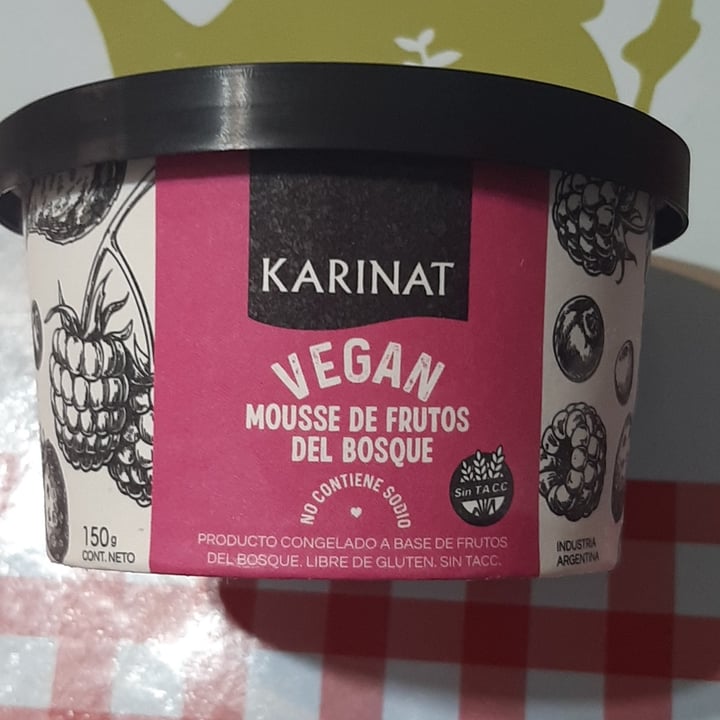 KARINAT
VEGAN
MOUSSE DE FRUTOS
DEL BOSQUE
NO CONTIENE SODIO
Sin TACC
150g
CONT. NETO
PRODUCTO CONGELADO A BASE DE FRUTOS
DEL BOSQUE. LIBRE DE GLUTEN. SIN TACC.
INDUSTRIA
ARGENTINA